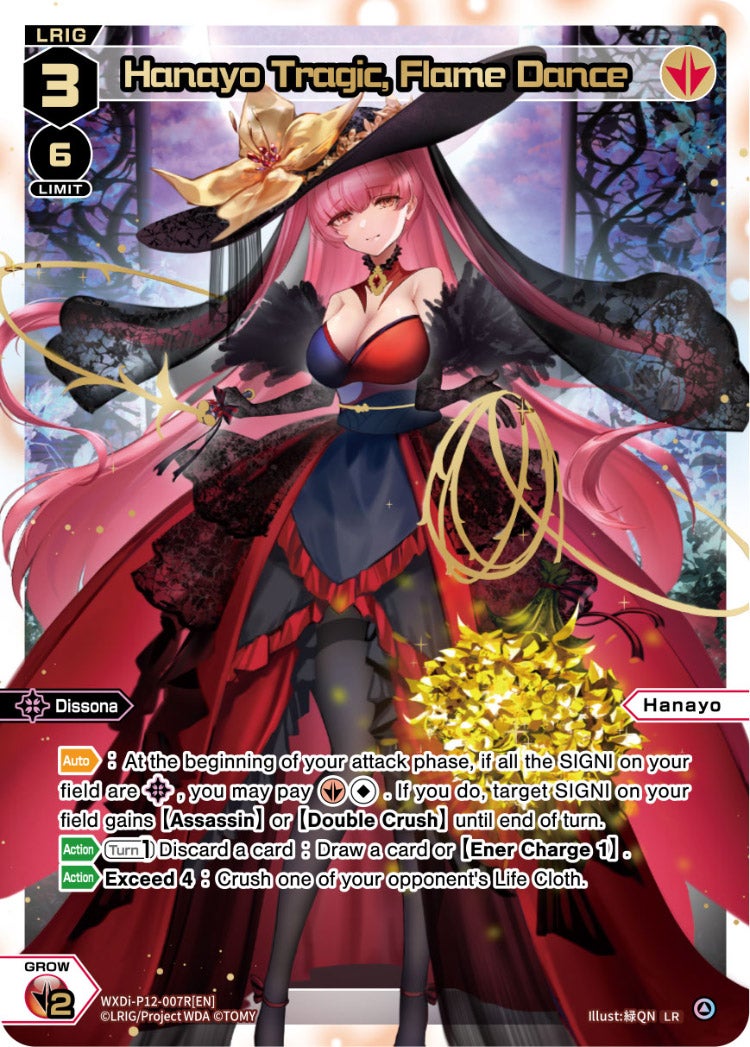 LRIG
3
Hanayo Tragic, Flame Dance
6
LIMIT
Dissona
Hanayo
Auto : At the beginning of your attack phase, if all the SIGNI on your
field are , you may pay . If you do, target SIGNI on your
field gains 【Assassin】 or 【Double Crush】 until end of turn.
Action Turn 1 Discard a card : Draw a card or 【Ener Charge 1】 .
Action Exceed 4 : Crush one of your opponent's Life Cloth.
GROW
2
WXDi-P12-007R[EN]
©LRIG/Project WDA ©TOMY
Illust:緑QN LR